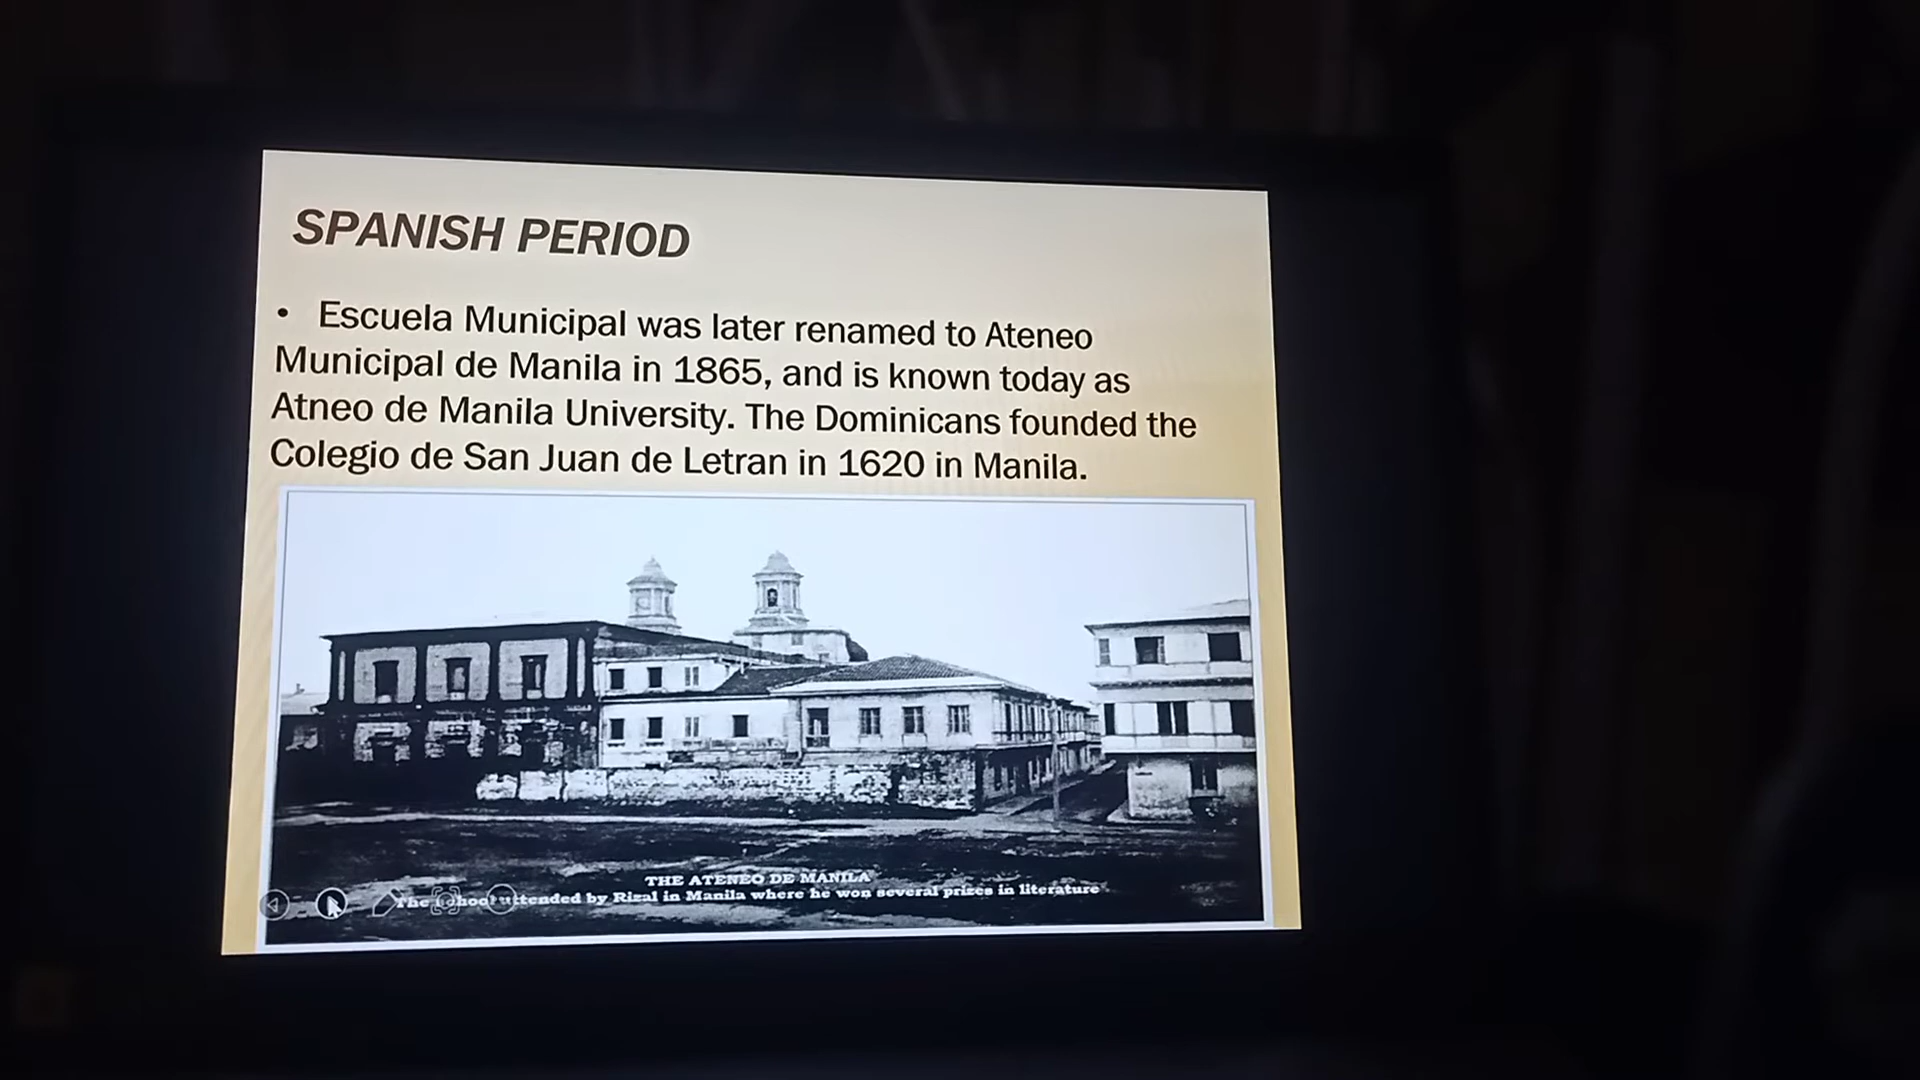 SPANISH PERIOD
• Escuela Municipal was later renamed to Ateneo
Municipal de Manila in 1865, and is known today as
Atneo de Manila University. The Dominicans founded the
Colegio de San Juan de Letran in 1620 in Manila.
THE ATENEO DE MANILA
The school attended by Rizal in Manila where he won several prizes in literature